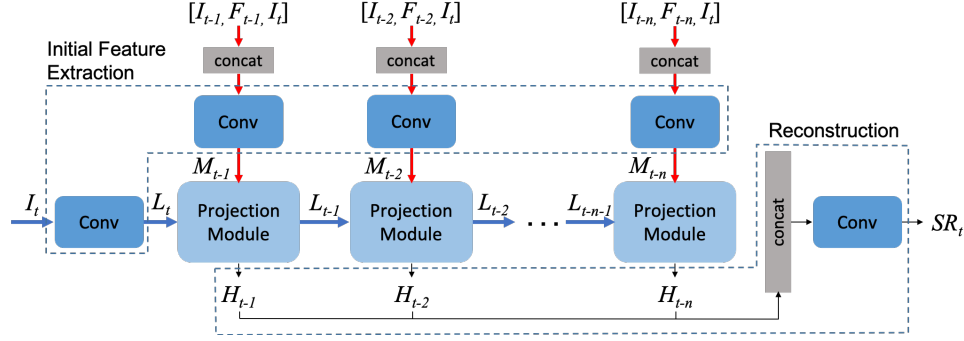 [I_{t-1}, F_{t-1}, I_t]
[I_{t-2}, F_{t-2}, I_t]
[I_{t-n}, F_{t-n}, I_t]
Initial Feature
Extraction
concat
concat
concat
Conv
Conv
Conv
Reconstruction
M_{t-1}
M_{t-2}
M_{t-n}
I_t
Conv
L_t
Projection
Module
L_{t-1}
Projection
Module
L_{t-2}
. . .
L_{t-n-1}
Projection
Module
concat
Conv
SR_t
H_{t-1}
H_{t-2}
H_{t-n}